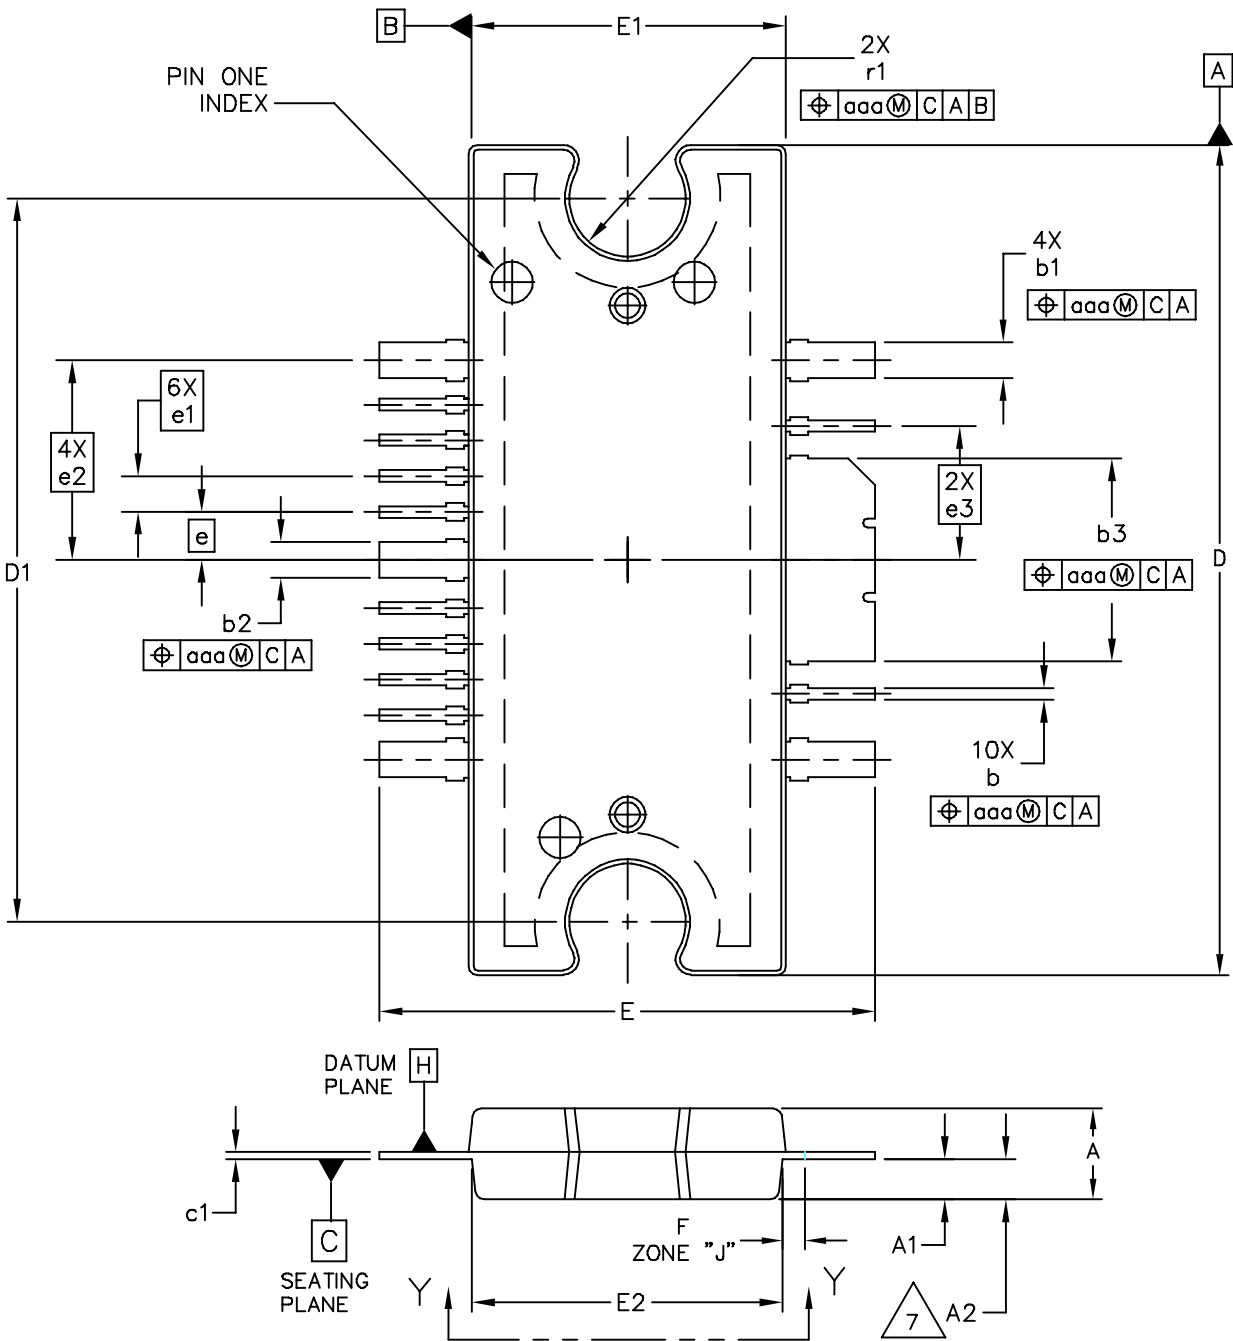 B
E1
2X
r1
⌖ aaa Ⓜ C A B
A
PIN ONE
INDEX
4X
b1
⌖ aaa Ⓜ C A
6X
e1
4X
e2
2X
e3
e
b3
⌖ aaa Ⓜ C A
D1
D
b2
⌖ aaa Ⓜ C A
10X
b
⌖ aaa Ⓜ C A
E
DATUM
PLANE
H
A
c1
C
SEATING
PLANE
F
ZONE "J"
A1
Y
Y
E2
7
A2